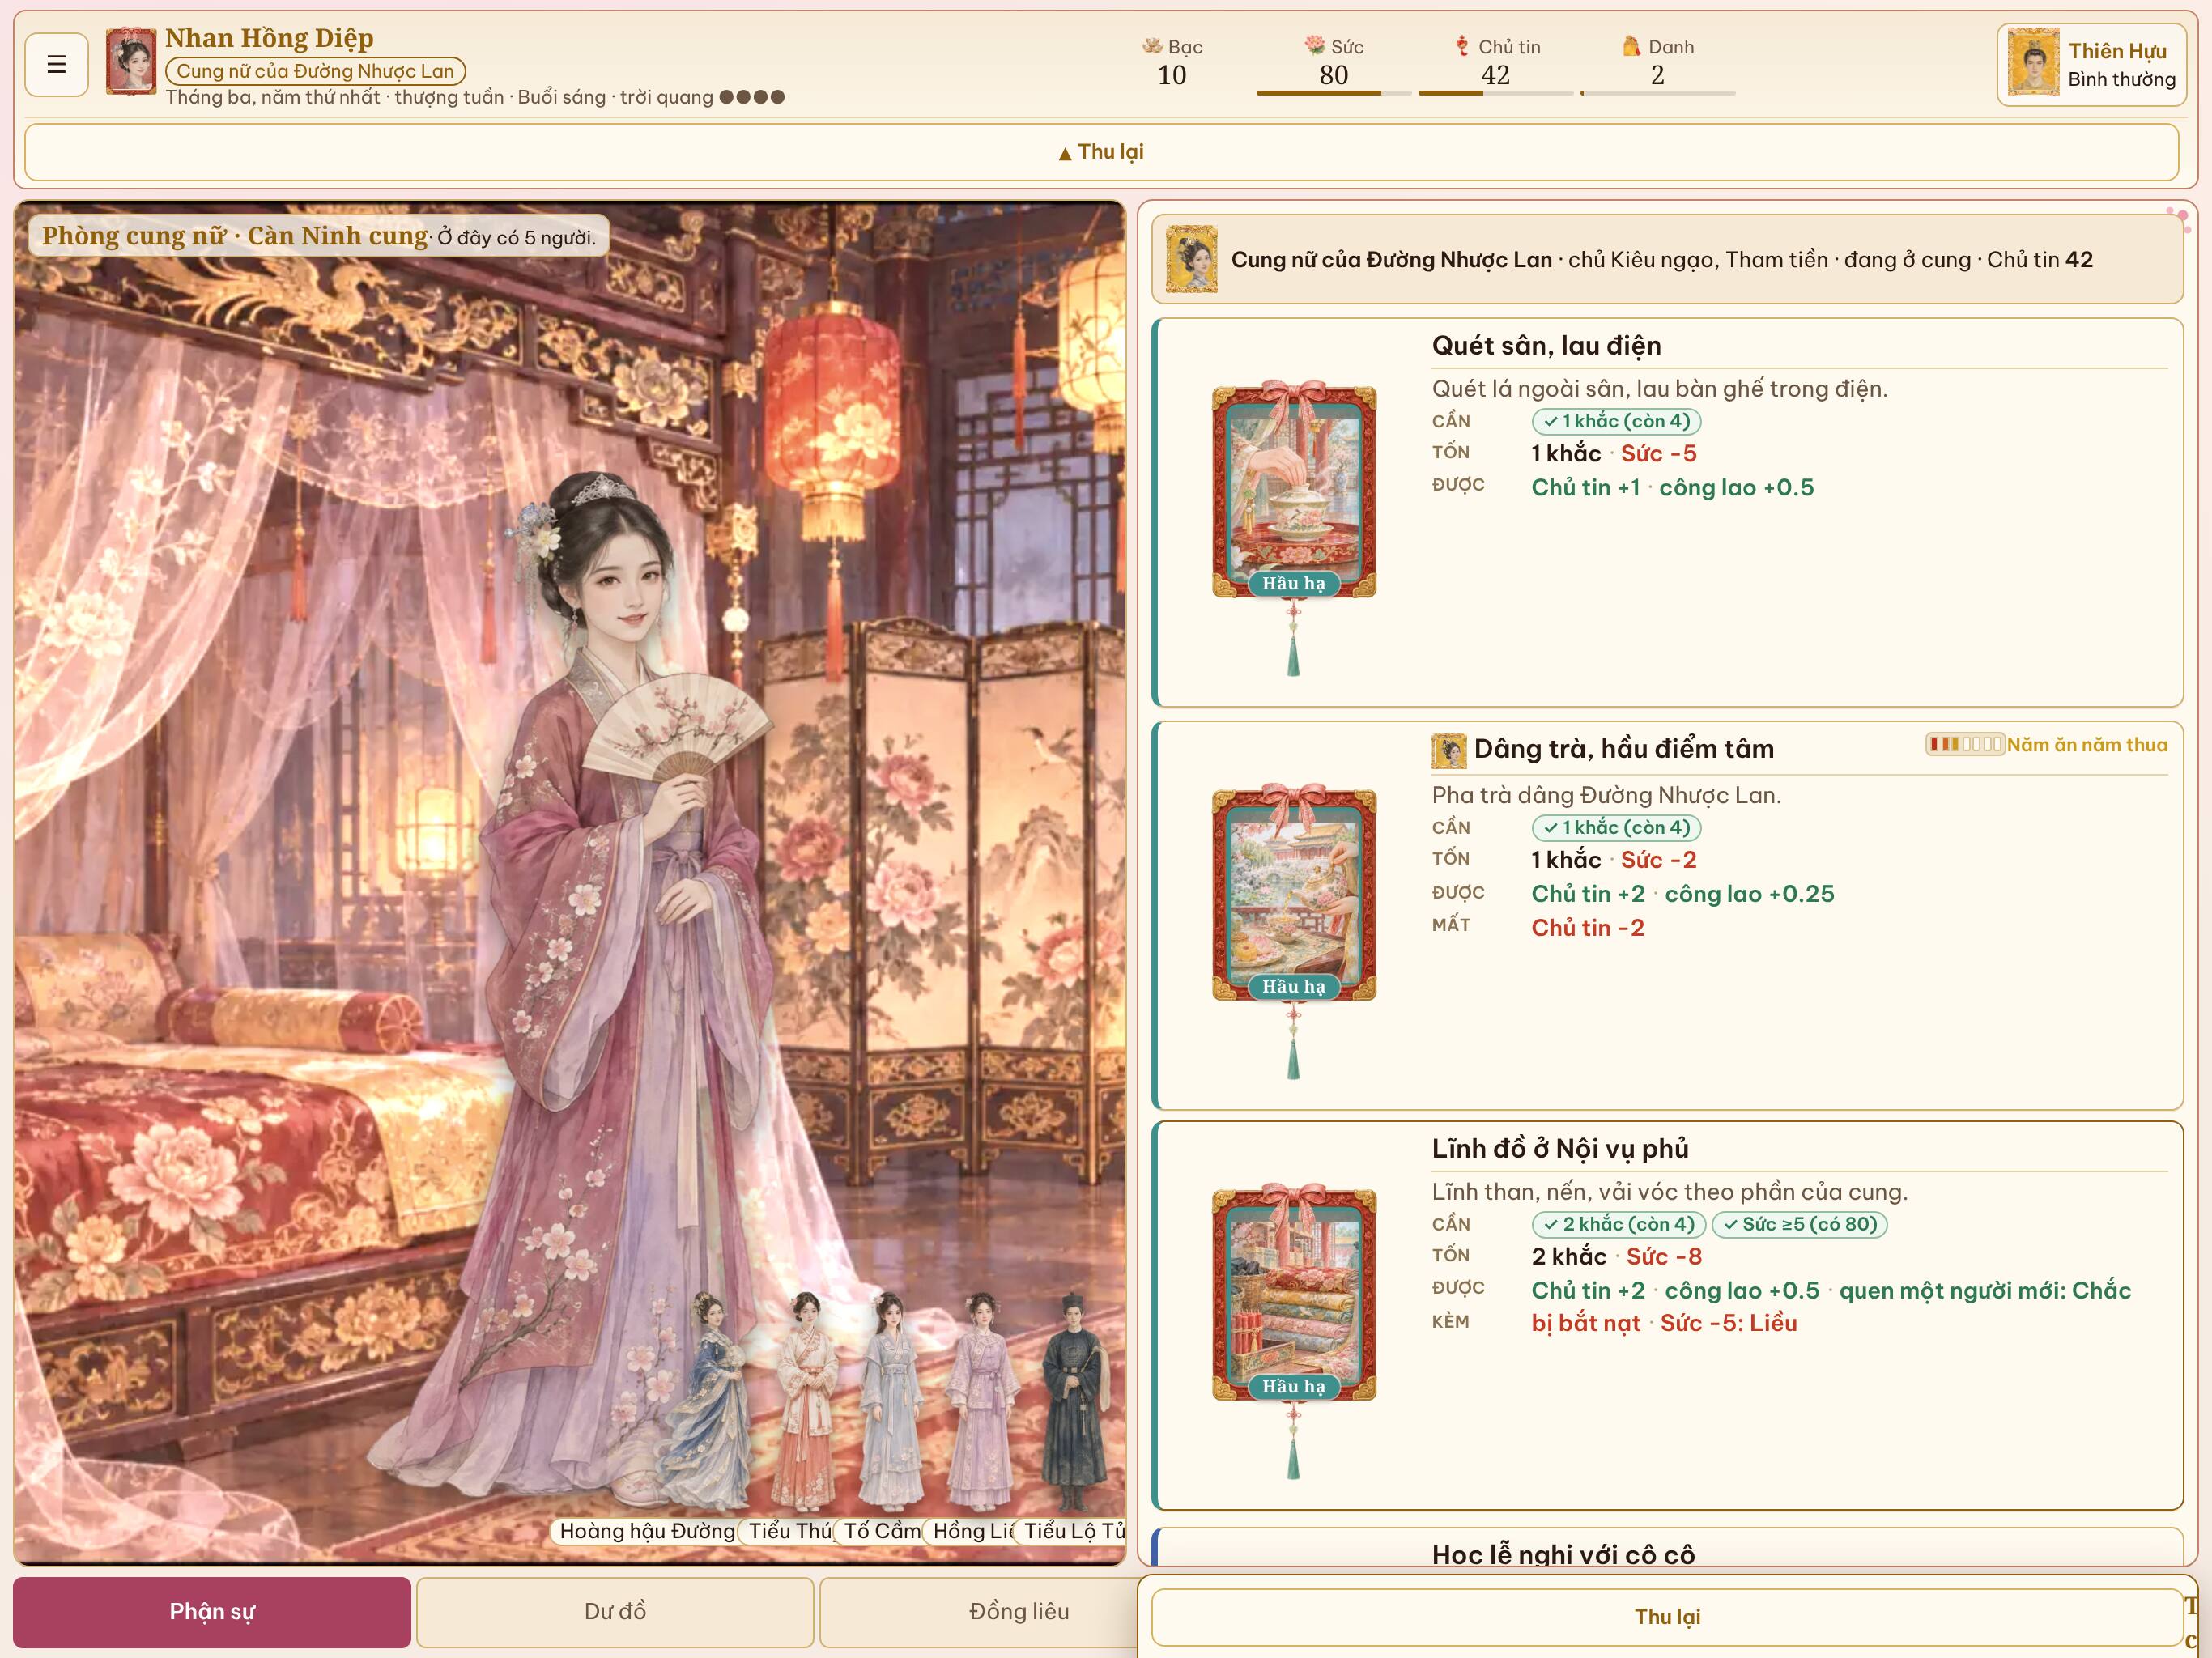 ☰
Nhan Hồng Diệp
Cung nữ của Đường Nhược Lan
Tháng ba, năm thứ nhất · thượng tuần · Buổi sáng · trời quang ●●●●
Bạc
10
Sức
80
Chủ tin
42
Danh
2
Thiên Hựu
Bình thường
▲ Thu lại
Phòng cung nữ · Càn Ninh cung · Ở đây có 5 người.
Hoàng hậu Đường
Tiểu Thú
Tố Cầm
Hồng Liê
Tiểu Lộ Tử
Cung nữ của Đường Nhược Lan · chủ Kiêu ngạo, Tham tiền · đang ở cung · Chủ tin 42
Quét sân, lau điện
Quét lá ngoài sân, lau bàn ghế trong điện.
CẦN ✓ 1 khắc (còn 4)
TỐN 1 khắc · Sức -5
ĐƯỢC Chủ tin +1 · công lao +0.5
Hầu hạ
Dâng trà, hầu điểm tâm
Năm ăn năm thua
Pha trà dâng Đường Nhược Lan.
CẦN ✓ 1 khắc (còn 4)
TỐN 1 khắc · Sức -2
ĐƯỢC Chủ tin +2 · công lao +0.25
MẤT Chủ tin -2
Hầu hạ
Lĩnh đồ ở Nội vụ phủ
Lĩnh than, nến, vải vóc theo phần của cung.
CẦN ✓ 2 khắc (còn 4) ✓ Sức ≥5 (có 80)
TỐN 2 khắc · Sức -8
ĐƯỢC Chủ tin +2 · công lao +0.5 · quen một người mới: Chắc
KÈM bị bắt nạt · Sức -5: Liều
Hầu hạ
Học lễ nghi với cô cô
Phận sự
Dư đồ
Đồng liêu
Thu lại